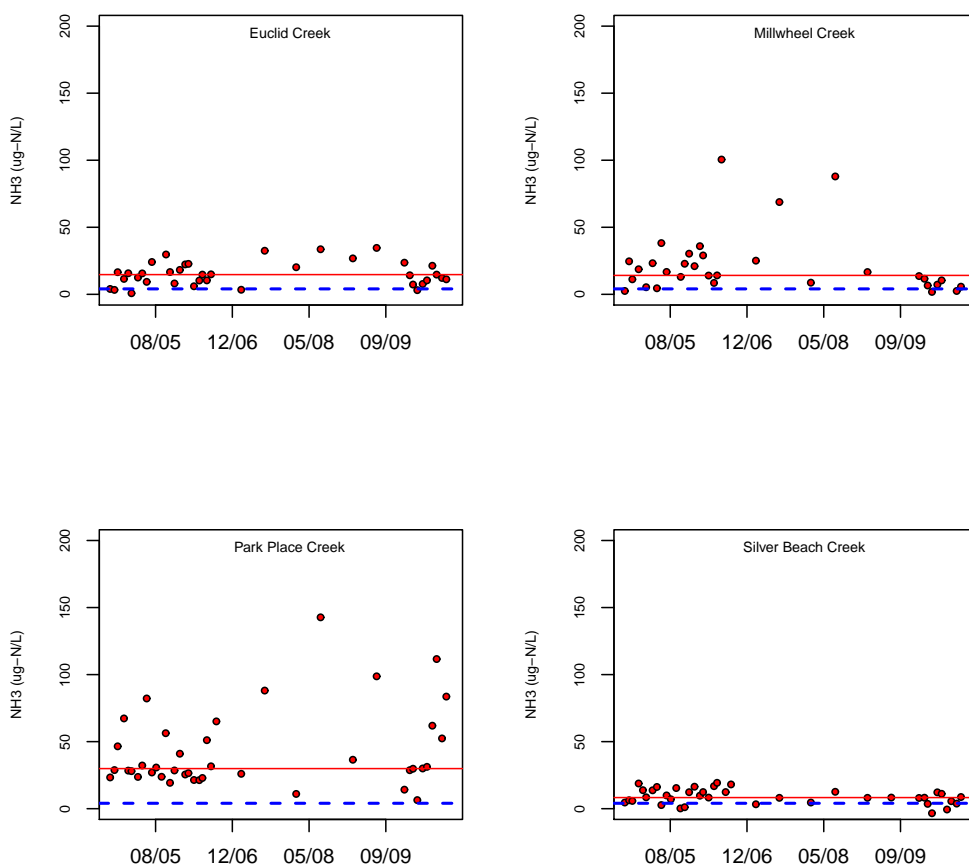 Euclid Creek
NH3 (ug−N/L)
200
150
100
50
0
08/05 12/06 05/08 09/09
Millwheel Creek
NH3 (ug−N/L)
200
150
100
50
0
08/05 12/06 05/08 09/09
Park Place Creek
NH3 (ug−N/L)
200
150
100
50
0
08/05 12/06 05/08 09/09
Silver Beach Creek
NH3 (ug−N/L)
200
150
100
50
0
08/05 12/06 05/08 09/09